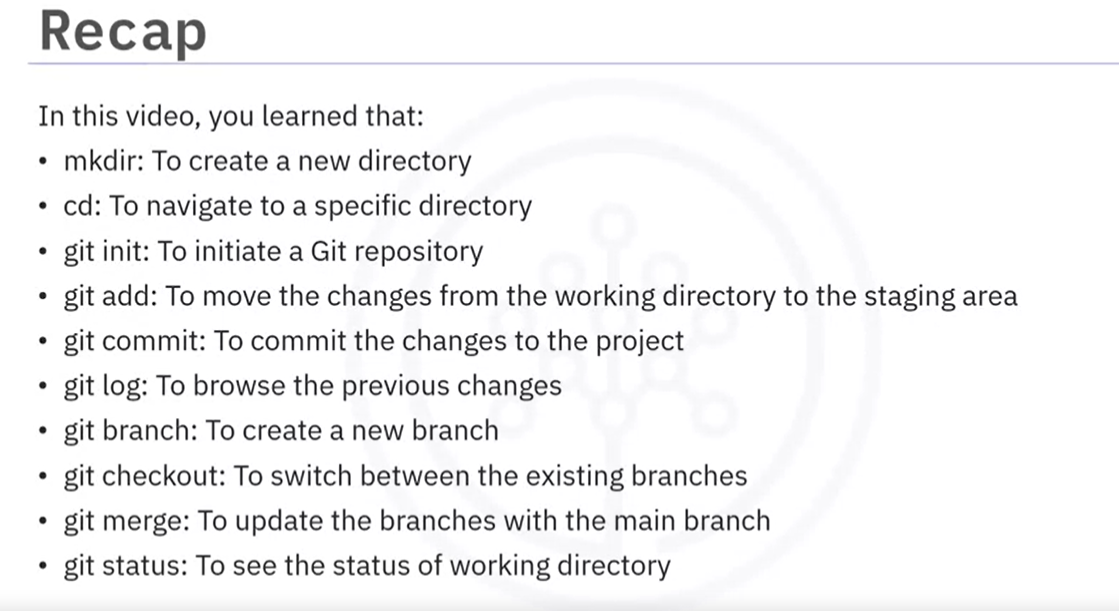 Recap
In this video, you learned that:
• mkdir: To create a new directory
• cd: To navigate to a specific directory
• git init: To initiate a Git repository
• git add: To move the changes from the working directory to the staging area
• git commit: To commit the changes to the project
• git log: To browse the previous changes
• git branch: To create a new branch
• git checkout: To switch between the existing branches
• git merge: To update the branches with the main branch
• git status: To see the status of working directory